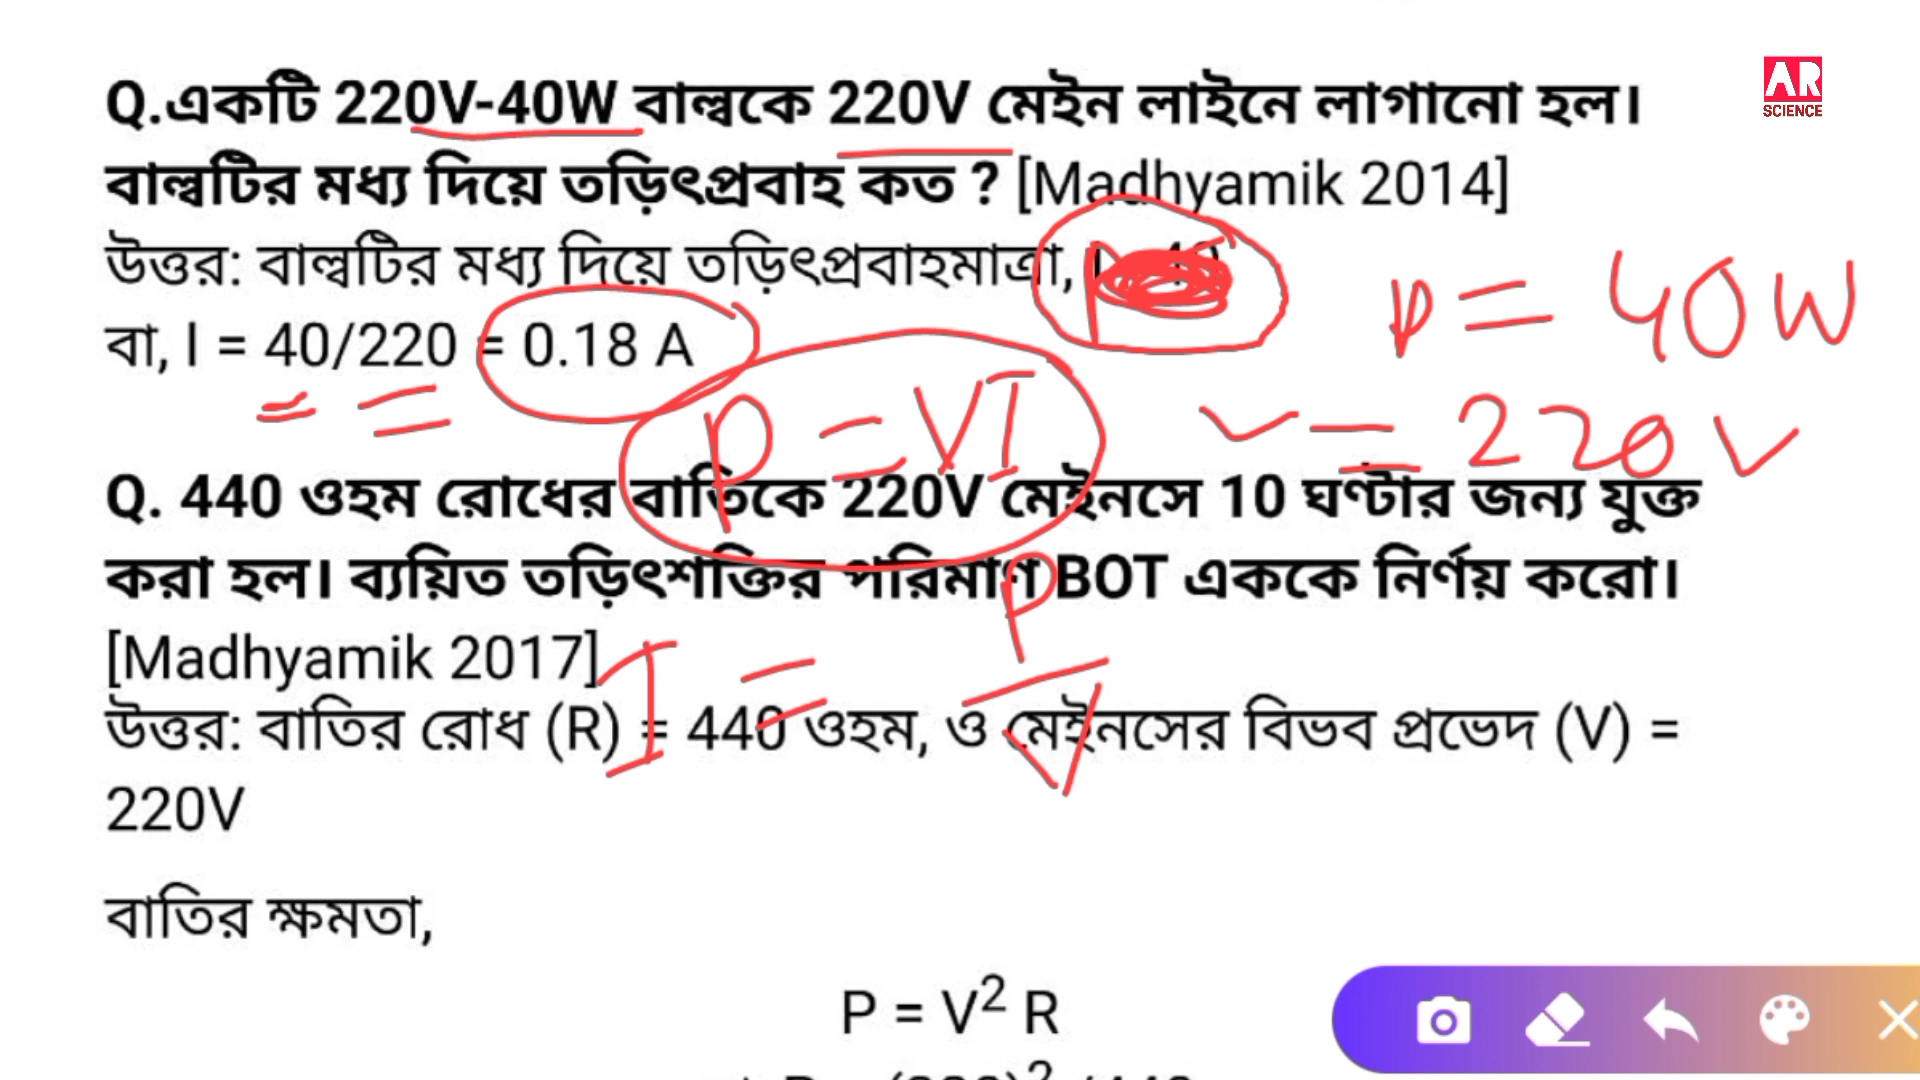 AR
SCIENCE
Q.একটি 220V-40W বাল্বকে 220V মেইন লাইনে লাগানো হল।
বাল্বটির মধ্য দিয়ে তড়িৎপ্রবাহ কত ? [Madhyamik 2014]
উত্তর: বাল্বটির মধ্য দিয়ে তড়িৎপ্রবাহমাত্রা,
P = 40W
বা, I = 40/220 = 0.18 A
P = VI
V = 220V
Q. 440 ওহম রোধের বাতিকে 220V মেইনসে 10 ঘণ্টার জন্য যুক্ত
করা হল। ব্যয়িত তড়িৎশক্তির পরিমাণ BOT এককে নির্ণয় করো।
[Madhyamik 2017]
I = P/V
উত্তর: বাতির রোধ (R) = 440 ওহম, ও মেইনসের বিভব প্রভেদ (V) =
220V
বাতির ক্ষমতা,
P = V² R